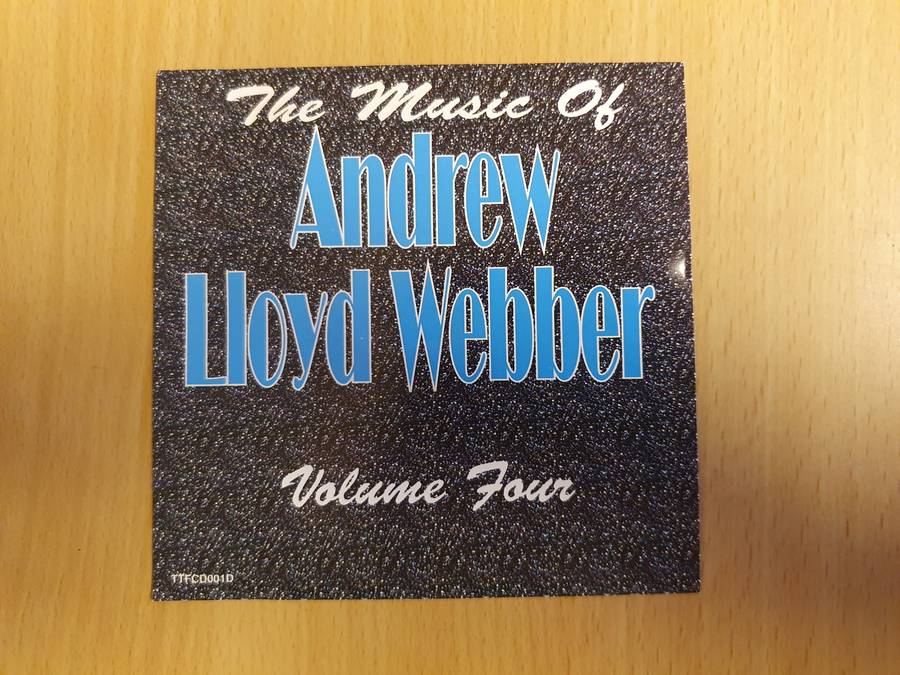 The Music Of
Andrew
Lloyd Webber
Volume Four
TTFCD001D